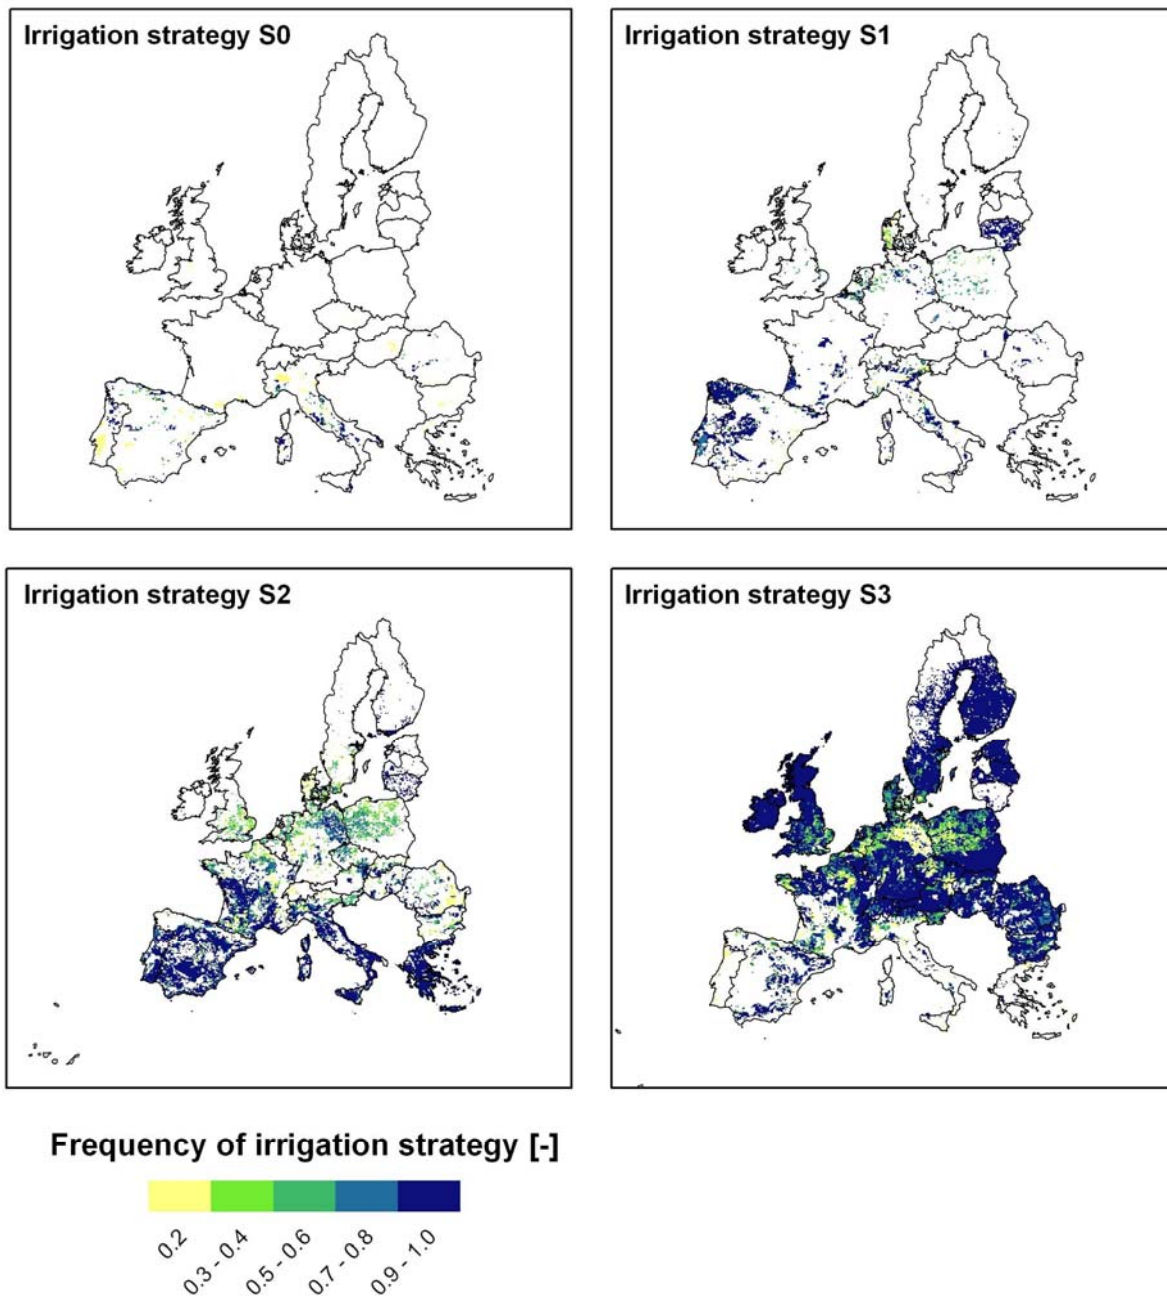 Irrigation strategy S0
Irrigation strategy S1
Irrigation strategy S2
Irrigation strategy S3
Frequency of irrigation strategy [-]
0.2
0.3 - 0.4
0.5 - 0.6
0.7 - 0.8
0.9 - 1.0